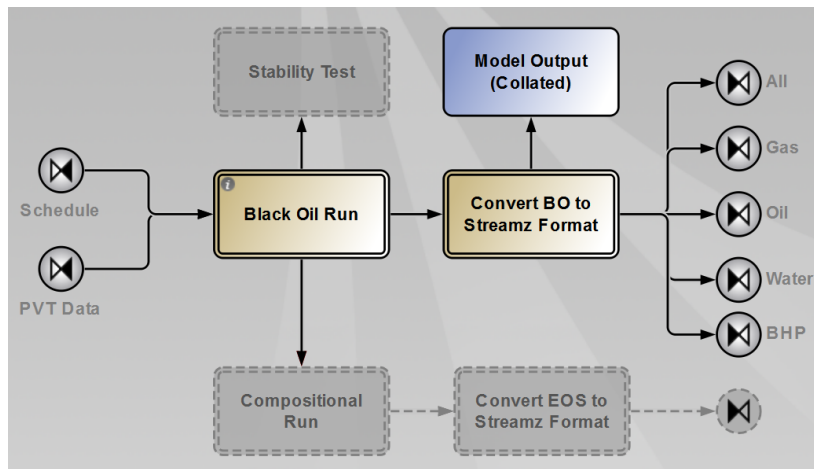 Stability Test
Model Output
(Collated)
All
Gas
Schedule
i
Black Oil Run
Convert BO to
Streamz Format
Oil
PVT Data
Water
BHP
Compositional
Run
Convert EOS to
Streamz Format